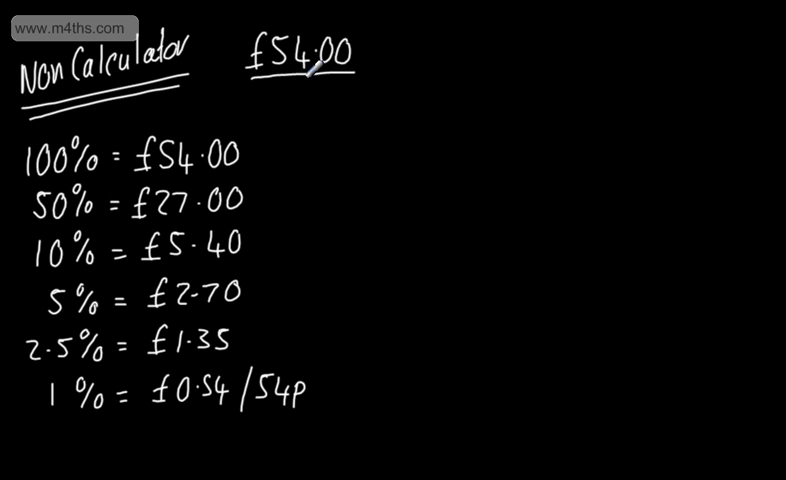 www.m4ths.com
Non Calculator £54.00
100% = £54.00
50% = £27.00
10% = £5.40
5% = £2.70
2.5% = £1.35
1% = £0.54/54p